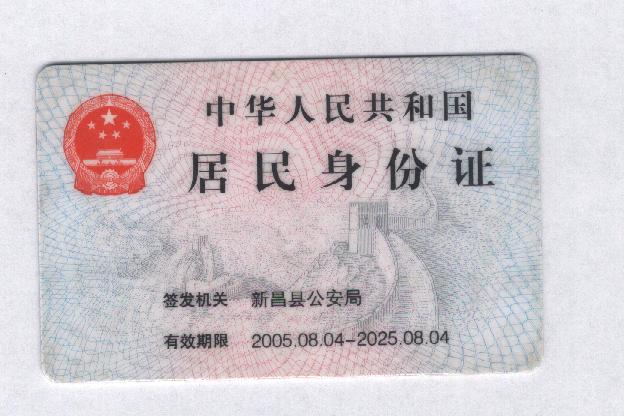 中华人民共和国
居民身份证
签发机关 新昌县公安局
有效期限 2005.08.04-2025.08.04